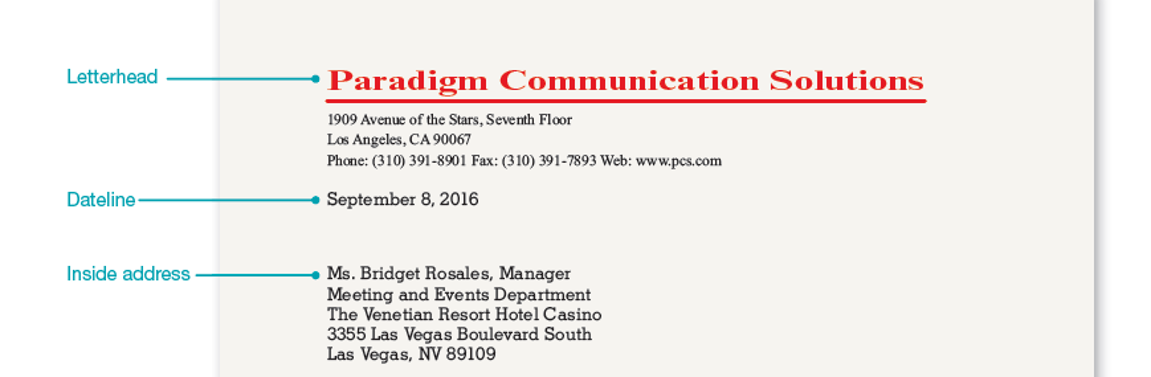 Letterhead
Paradigm Communication Solutions
1909 Avenue of the Stars, Seventh Floor
Los Angeles, CA 90067
Phone: (310) 391-8901 Fax: (310) 391-7893 Web: www.pcs.com
Dateline
September 8, 2016
Inside address
Ms. Bridget Rosales, Manager
Meeting and Events Department
The Venetian Resort Hotel Casino
3355 Las Vegas Boulevard South
Las Vegas, NV 89109